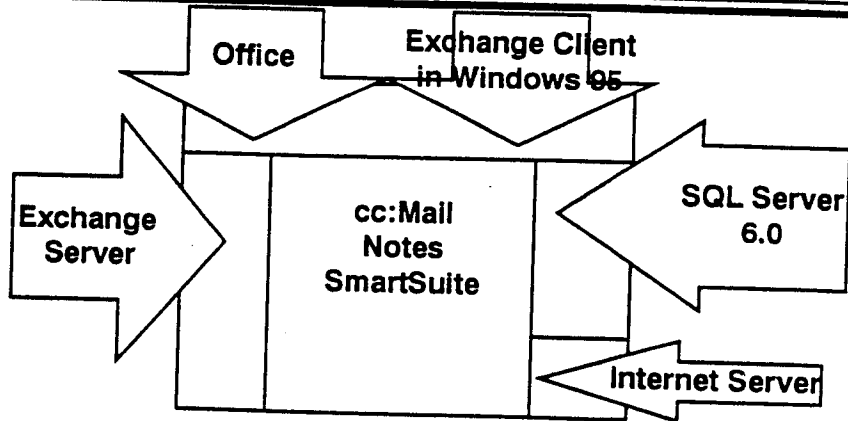 Office
Exchange Client
in Windows 95
Exchange
Server
cc:Mail
Notes
SmartSuite
SQL Server
6.0
Internet Server